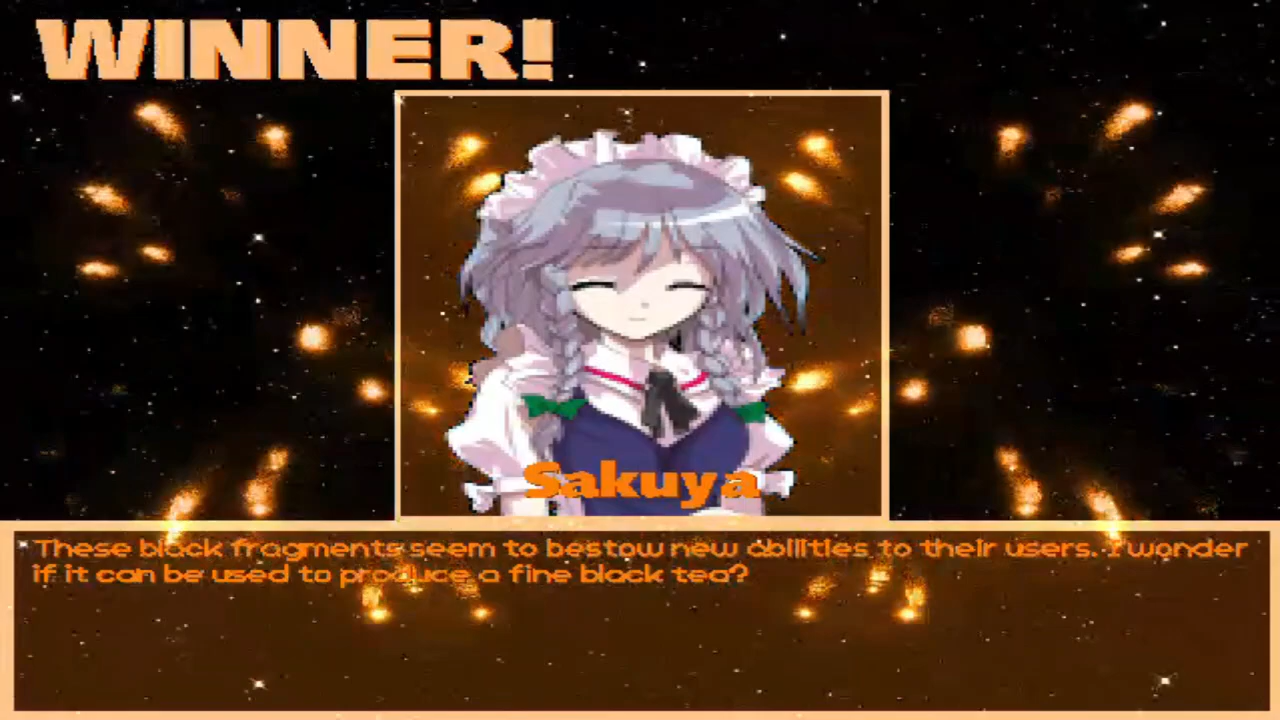 WINNER!
Sakuya
These black fragments seem to bestow new abilities to their users. I wonder
if it can be used to produce a fine black tea?